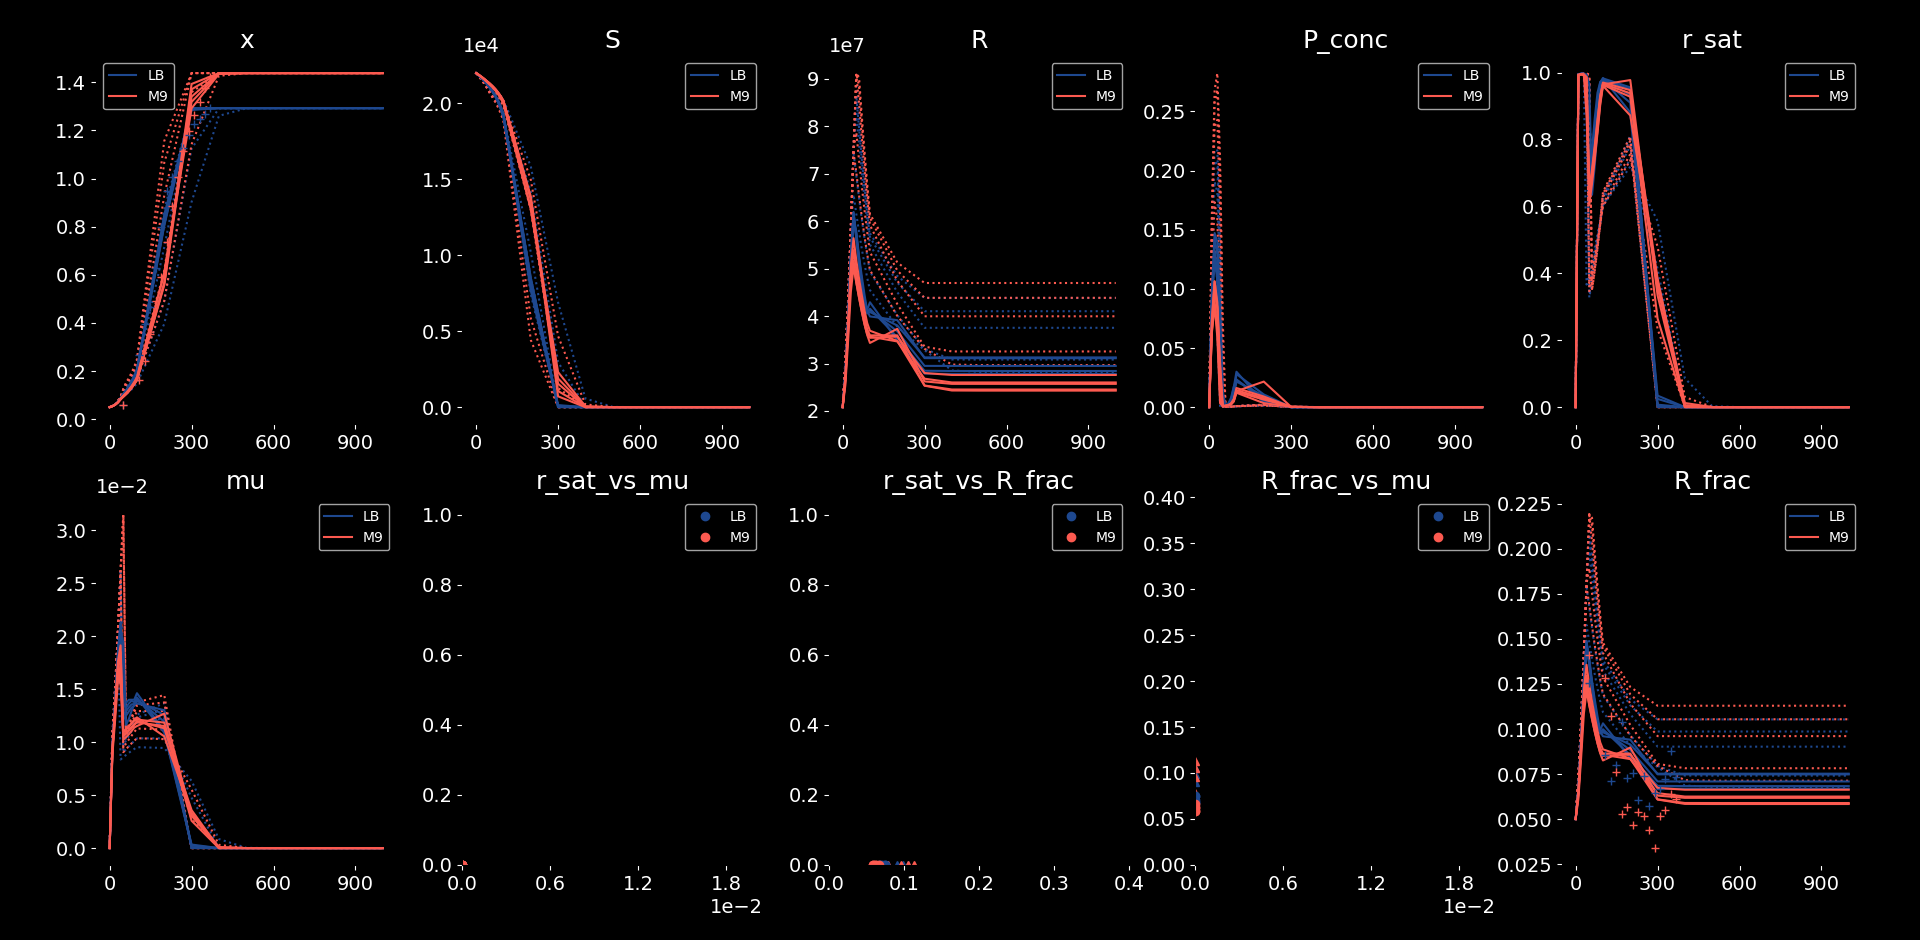 x
S
R
P_conc
r_sat
1e4
1e7
LB
M9
LB
M9
LB
M9
LB
M9
LB
M9
1.4
1.2
1.0
0.8
0.6
0.4
0.2
0.0
0 300 600 900
2.0
1.5
1.0
0.5
0.0
0 300 600 900
9
8
7
6
5
4
3
2
0 300 600 900
0.25
0.20
0.15
0.10
0.05
0.00
0 300 600 900
1.0
0.8
0.6
0.4
0.2
0.0
0 300 600 900
1e−2
mu
r_sat_vs_mu
r_sat_vs_R_frac
R_frac_vs_mu
R_frac
LB
M9
LB
M9
LB
M9
LB
M9
LB
M9
3.0
2.5
2.0
1.5
1.0
0.5
0.0
0 300 600 900
1.0
0.8
0.6
0.4
0.2
0.0
0.0 0.6 1.2 1.8
1e−2
1.0
0.8
0.6
0.4
0.2
0.0
0.0 0.1 0.2 0.3 0.4
0.40
0.35
0.30
0.25
0.20
0.15
0.10
0.05
0.00
0.0 0.6 1.2 1.8
1e−2
0.225
0.200
0.175
0.150
0.125
0.100
0.075
0.050
0.025
0 300 600 900